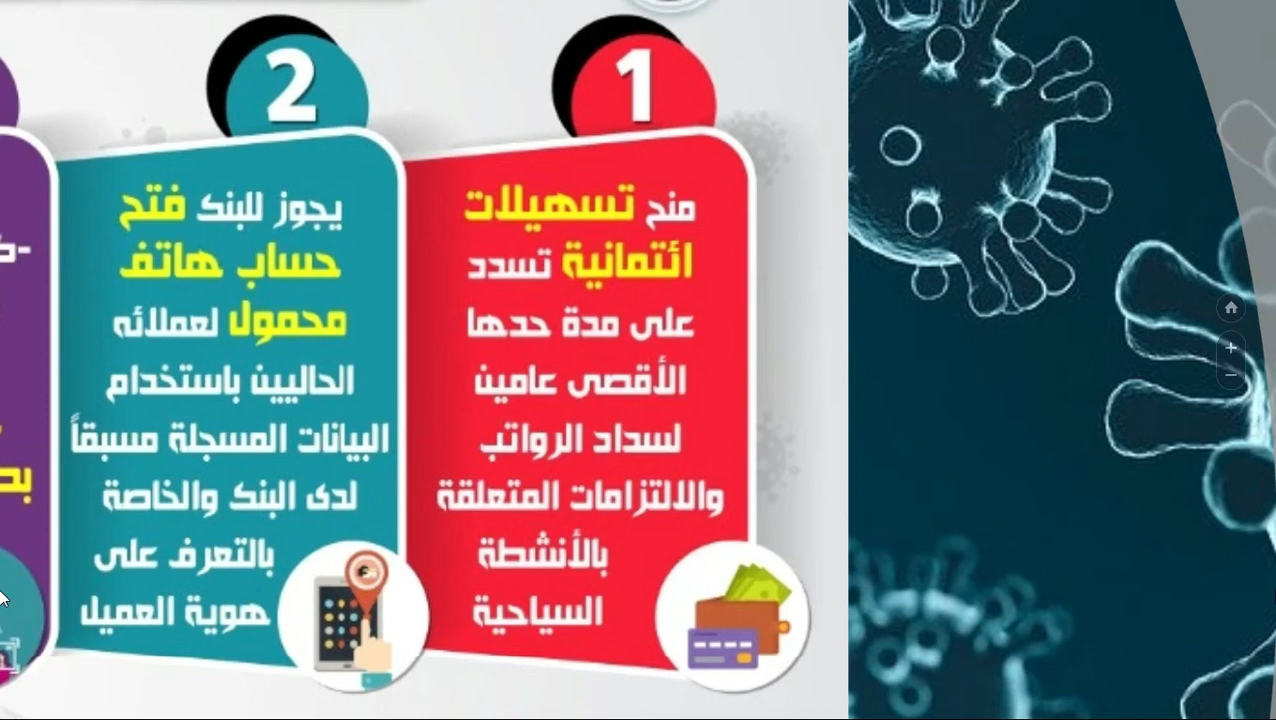 1
منح تسهيلات
ائتمانية تسدد
على مدة حدها
الأقصى عامين
لسداد الرواتب
والالتزامات المتعلقة
بالأنشطة
السياحية
2
يجوز للبنك فتح
حساب هاتف
محمول لعملائه
الحاليين باستخدام
البيانات المسجلة مسبقاً
لدى البنك والخاصة
بالتعرف على
هوية العميل